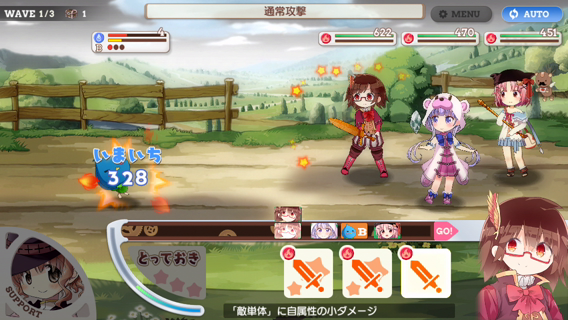 WAVE 1/3 1
通常攻撃
MENU
AUTO
B 4
622
470
451
いまいち
328
B
GO!
とっておき
SUPPORT
「敵単体」に自属性の小ダメージ